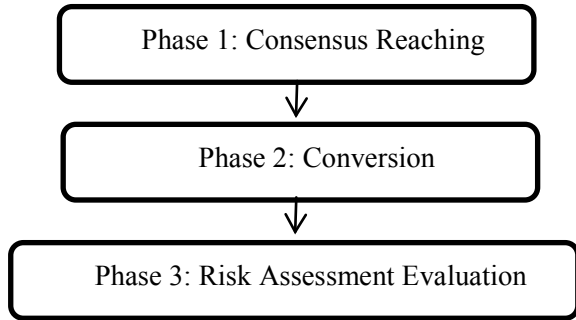 Phase 1: Consensus Reaching
Phase 2: Conversion
Phase 3: Risk Assessment Evaluation